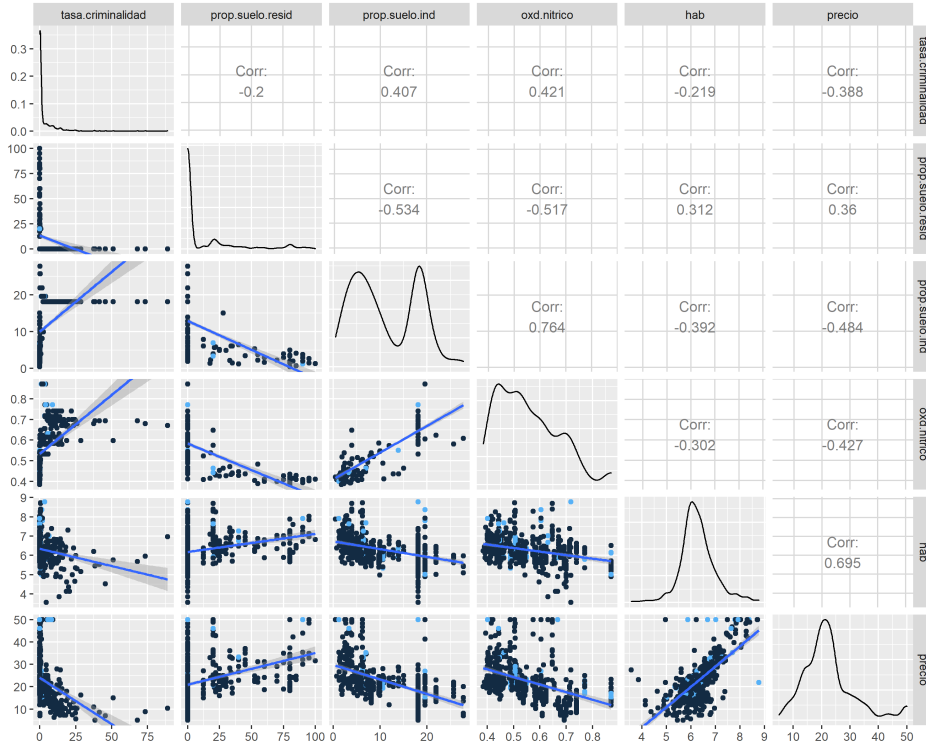 tasa.criminalidad prop.suelo.resid prop.suelo.ind oxd.nitrico hab precio
0.3
0.2
0.1
0.0
Corr: Corr: Corr: Corr: Corr:
-0.2 0.407 0.421 -0.219 -0.388
tasa.criminalidad
100
75
50
25
0
Corr: Corr: Corr: Corr:
-0.534 -0.517 0.312 0.36
prop.suelo.resid
20
10
0
Corr: Corr: Corr:
0.764 -0.392 -0.484
prop.suelo.ind
0.8
0.7
0.6
0.5
0.4
Corr: Corr:
-0.302 -0.427
oxd.nitrico
9
8
7
6
5
4
Corr:
0.695
hab
50
40
30
20
10
precio
0 25 50 75 0 25 50 75 100 0 10 20 0.4 0.5 0.6 0.7 0.8 4 5 6 7 8 9 10 20 30 40 50